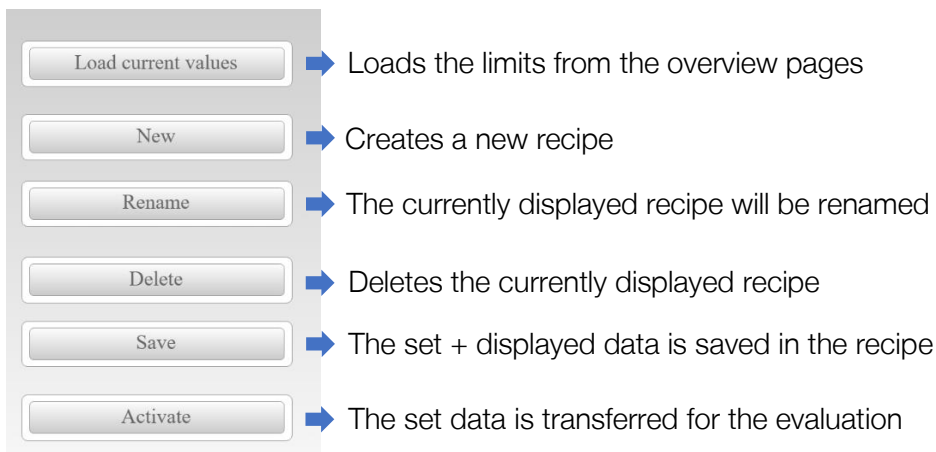 Load current values Loads the limits from the overview pages
New Creates a new recipe
Rename The currently displayed recipe will be renamed
Delete Deletes the currently displayed recipe
Save The set + displayed data is saved in the recipe
Activate The set data is transferred for the evaluation